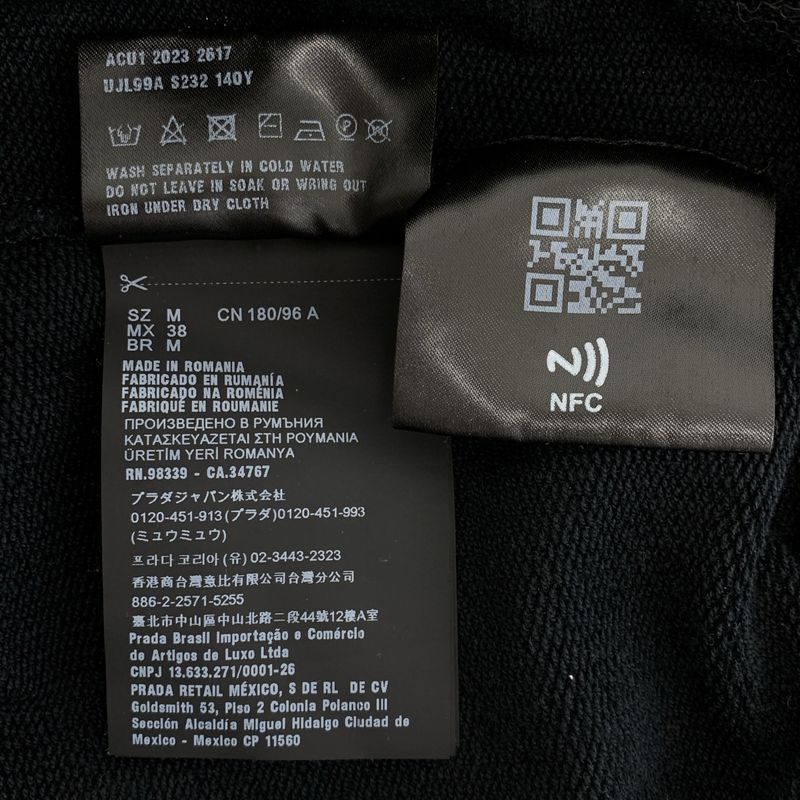 ACU1 2023 2617
UJL99A S232 140Y
WASH SEPARATELY IN COLD WATER
DO NOT LEAVE IN SOAK OR WRING OUT
IRON UNDER DRY CLOTH
NFC
SZ M CN 180/96 A
MX 38
BR M
MADE IN ROMANIA
FABRICADO EN RUMANÍA
FABRICADO NA ROMÉNIA
FABRIQUÉ EN ROUMANIE
ПРОИЗВЕДЕНО В РУМЪНИЯ
ΚΑΤΑΣΚΕΥΑΖΕΤΑΙ ΣΤΗ ΡΟΥΜΑΝΙΑ
ÜRETİM YERİ ROMANYA
RN.98339 - CA.34767
プラダジャパン株式会社
0120-451-913 (プラダ)0120-451-993
(ミュウミュウ)
프라다 코리아 (유) 02-3443-2323
香港商台灣意比有限公司台灣分公司
886-2-2571-5255
臺北市中山區中山北路二段44號12樓A室
Prada Brasil Importação e Comércio
de Artigos de Luxo Ltda
CNPJ 13.633.271/0001-26
PRADA RETAIL MÉXICO, S DE RL DE CV
Goldsmith 53, Piso 2 Colonia Polanco III
Sección Alcaldía Miguel Hidalgo Ciudad de
Mexico - Mexico CP 11560